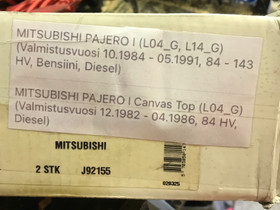 MITSUBISHI PAJERO I (L04_G, L14_G)
(Valmistusvuosi 10.1984 - 05.1991, 84 - 143
HV, Bensiini, Diesel)
MITSUBISHI PAJERO I Canvas Top (L04_G)
(Valmistusvuosi 12.1982 - 04.1986, 84 HV,
Diesel)
MITSUBISHI
2 STK J92155
020325